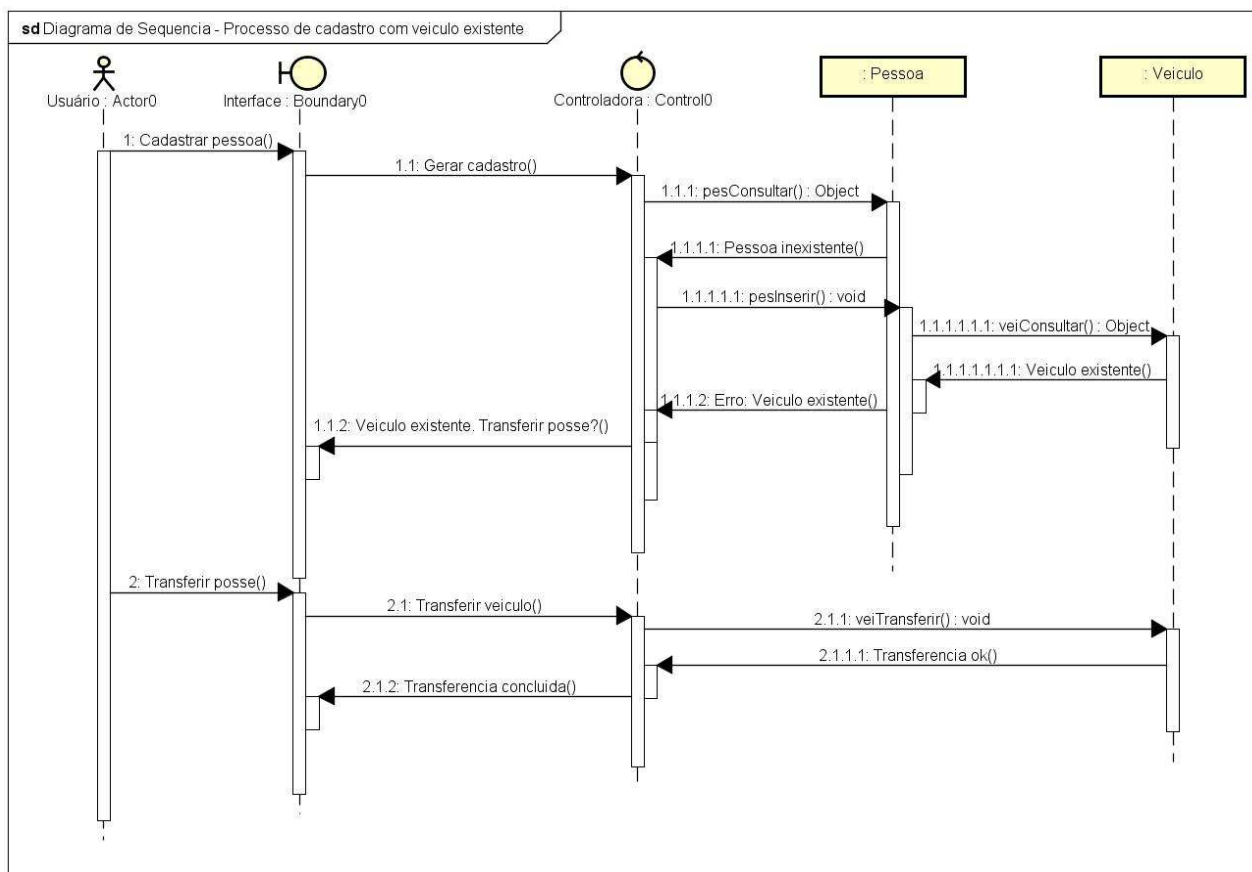 sd Diagrama de Sequencia - Processo de cadastro com veiculo existente
Usuário : Actor0
Interface : Boundary0
Controladora : Control0
: Pessoa
: Veiculo
1: Cadastrar pessoa()
1.1: Gerar cadastro()
1.1.1: pesConsultar() : Object
1.1.1.1: Pessoa inexistente()
1.1.1.1.1: pesInserir() : void
1.1.1.1.1.1: veiConsultar() : Object
1.1.1.1.1.1.1: Veiculo existente()
1.1.1.2: Erro: Veiculo existente()
1.1.2: Veiculo existente. Transferir posse?()
2: Transferir posse()
2.1: Transferir veiculo()
2.1.1: veiTransferir() : void
2.1.1.1: Transferencia ok()
2.1.2: Transferencia concluida()